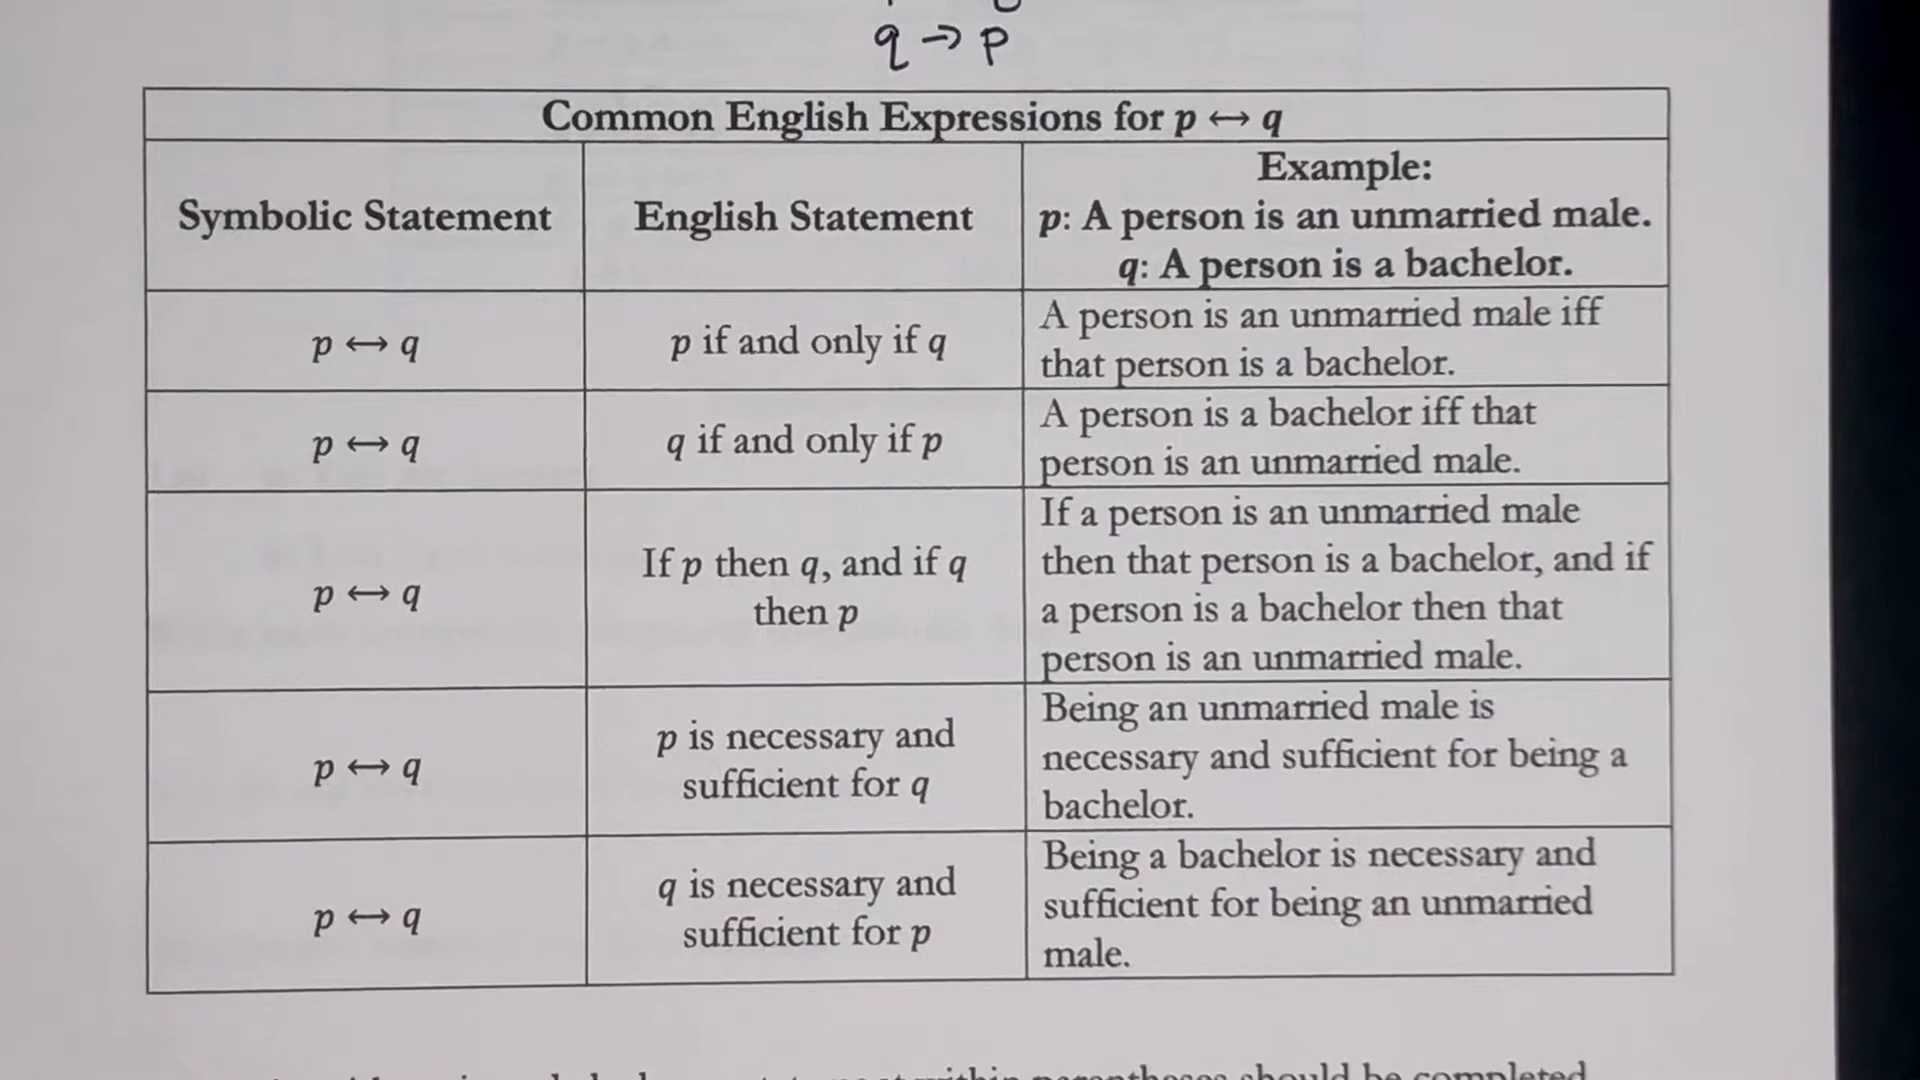 q → p
Common English Expressions for p ↔ q
Symbolic Statement
English Statement
Example:
p: A person is an unmarried male.
q: A person is a bachelor.
p ↔ q
p if and only if q
A person is an unmarried male iff
that person is a bachelor.
p ↔ q
q if and only if p
A person is a bachelor iff that
person is an unmarried male.
p ↔ q
If p then q, and if q
then p
If a person is an unmarried male
then that person is a bachelor, and if
a person is a bachelor then that
person is an unmarried male.
p ↔ q
p is necessary and
sufficient for q
Being an unmarried male is
necessary and sufficient for being a
bachelor.
p ↔ q
q is necessary and
sufficient for p
Being a bachelor is necessary and
sufficient for being an unmarried
male.
within parentheses should be completed